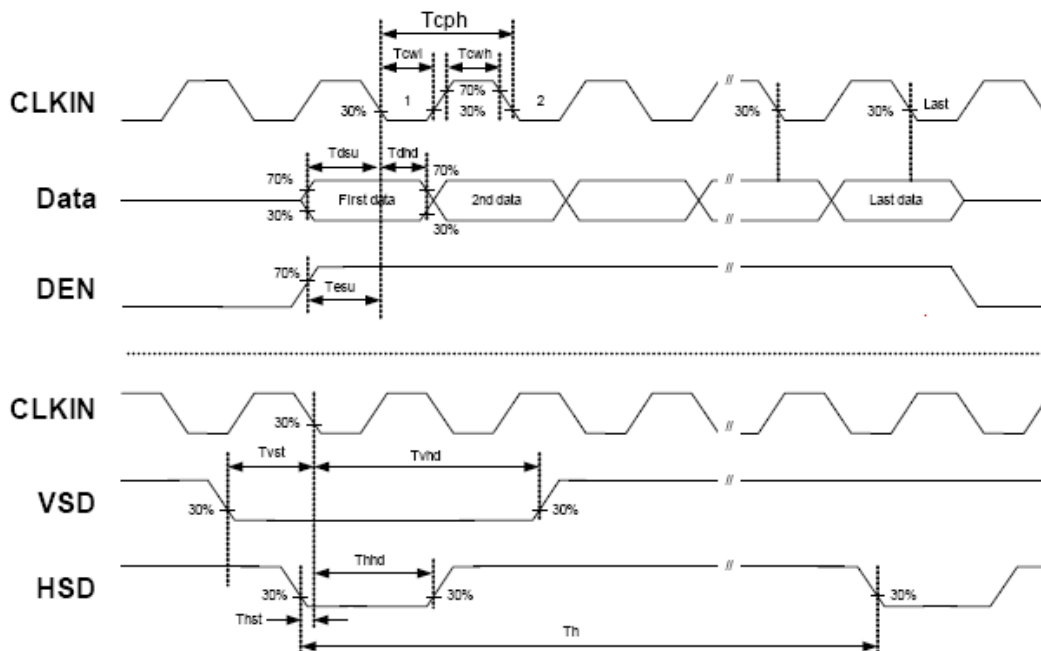 Tcph
Tcwl Tcwh
CLKIN 30% 1 70% 30% 2 30% 30% Last
Tdsu Tdhd
70% 70%
Data First data 2nd data Last data
30% 30%
70%
DEN Tesu
CLKIN
30%
Tvst Tvhd
VSD
30% 30%
Thhd
HSD
30% 30% 30%
Thst
Th